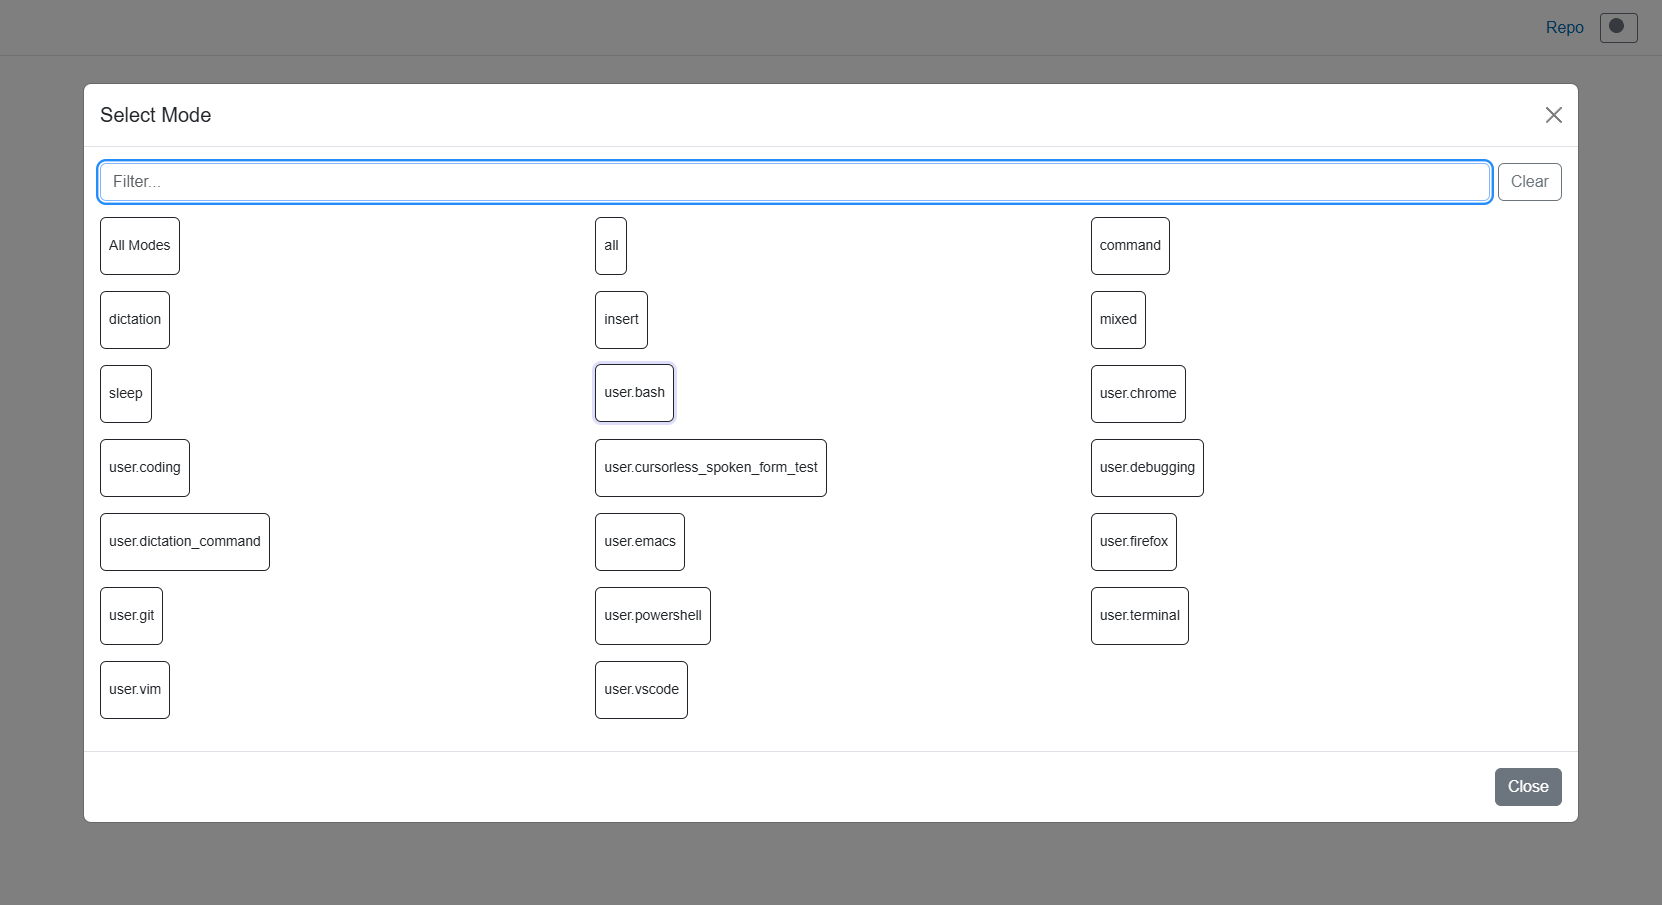 Repo
Select Mode
Filter...
Clear
All Modes
all
command
dictation
insert
mixed
sleep
user.bash
user.chrome
user.coding
user.cursorless_spoken_form_test
user.debugging
user.dictation_command
user.emacs
user.firefox
user.git
user.powershell
user.terminal
user.vim
user.vscode
Close